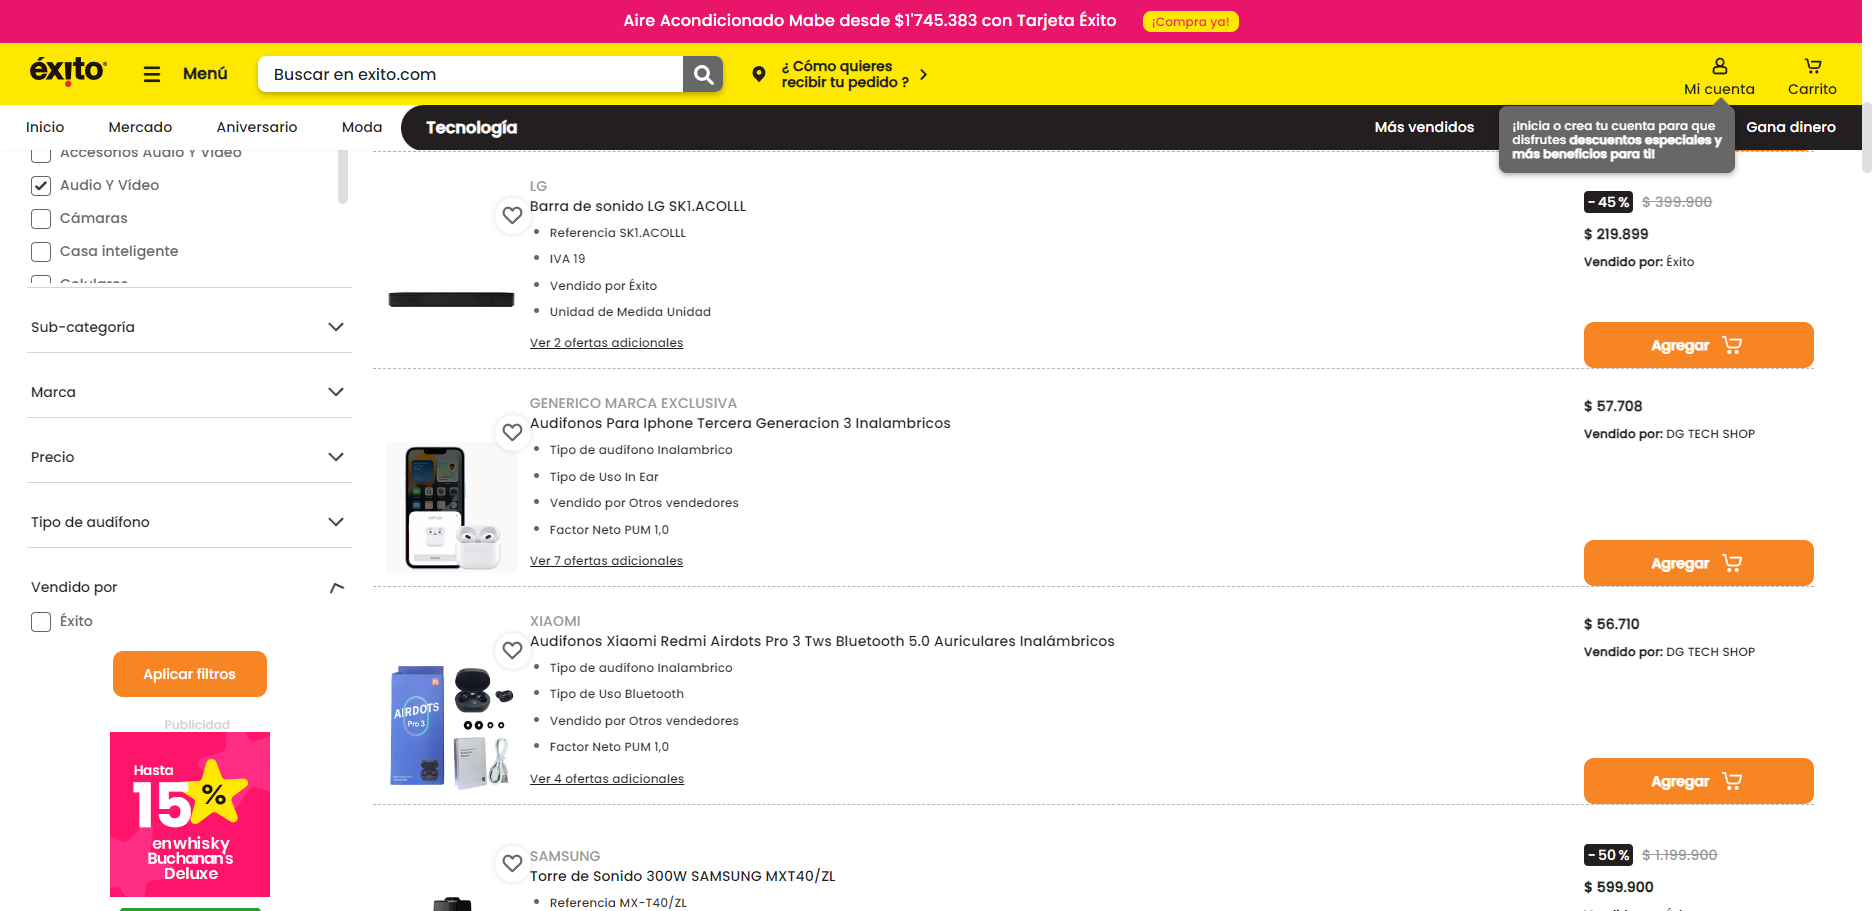 Aire Acondicionado Mabe desde $1'745.383 con Tarjeta Éxito ¡Compra ya!
éxito
Menú
Buscar en exito.com
¿ Cómo quieres
recibir tu pedido ?
Mi cuenta
Carrito
Inicio
Mercado
Aniversario
Moda
Tecnología
Más vendidos
Gana dinero
¡Inicia o crea tu cuenta para que
disfrutes descuentos especiales y
más beneficios para ti!
Accesorios Audio Y Video
Audio Y Vídeo
Cámaras
Casa inteligente
Celulares
Sub-categoría
Marca
Precio
Tipo de audífono
Vendido por
Éxito
Aplicar filtros
Publicidad
Hasta
15%
en whisky
Buchanan's
Deluxe
LG
Barra de sonido LG SK1.ACOLLL
Referencia SK1.ACOLLL
IVA 19
Vendido por Éxito
Unidad de Medida Unidad
Ver 2 ofertas adicionales
-45% $ 399.900
$ 219.899
Vendido por: Éxito
Agregar
GENERICO MARCA EXCLUSIVA
Audifonos Para Iphone Tercera Generacion 3 Inalambricos
Tipo de audífono Inalambrico
Tipo de Uso In Ear
Vendido por Otros vendedores
Factor Neto PUM 1,0
Ver 7 ofertas adicionales
$ 57.708
Vendido por: DG TECH SHOP
Agregar
XIAOMI
Audifonos Xiaomi Redmi Airdots Pro 3 Tws Bluetooth 5.0 Auriculares Inalámbricos
Tipo de audífono Inalambrico
Tipo de Uso Bluetooth
Vendido por Otros vendedores
Factor Neto PUM 1,0
Ver 4 ofertas adicionales
AIRDOTS
Pro 3
$ 56.710
Vendido por: DG TECH SHOP
Agregar
SAMSUNG
Torre de Sonido 300W SAMSUNG MXT40/ZL
Referencia MX-T40/ZL
-50% $ 1.199.900
$ 599.900